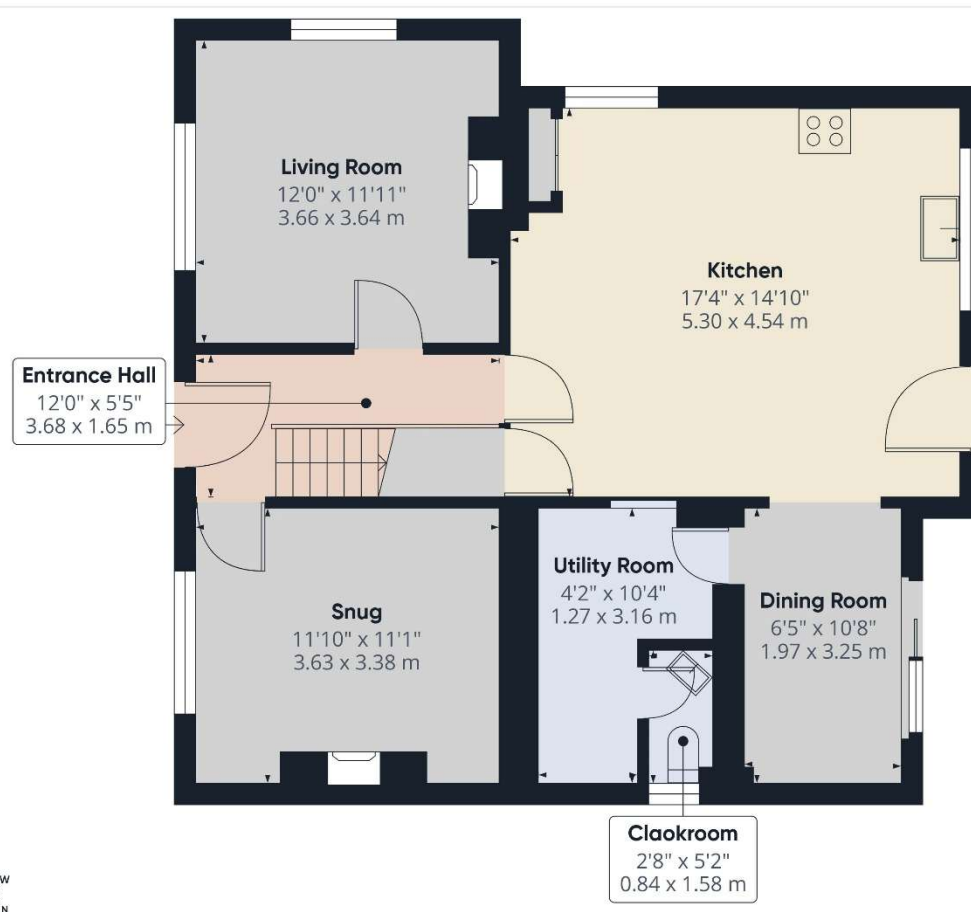 Living Room
12'0" x 11'11"
3.66 x 3.64 m
Kitchen
17'4" x 14'10"
5.30 x 4.54 m
Entrance Hall
12'0" x 5'5"
3.68 x 1.65 m
Utility Room
4'2" x 10'4"
1.27 x 3.16 m
Dining Room
6'5" x 10'8"
1.97 x 3.25 m
Snug
11'10" x 11'1"
3.63 x 3.38 m
Claokroom
2'8" x 5'2"
0.84 x 1.58 m
W
N